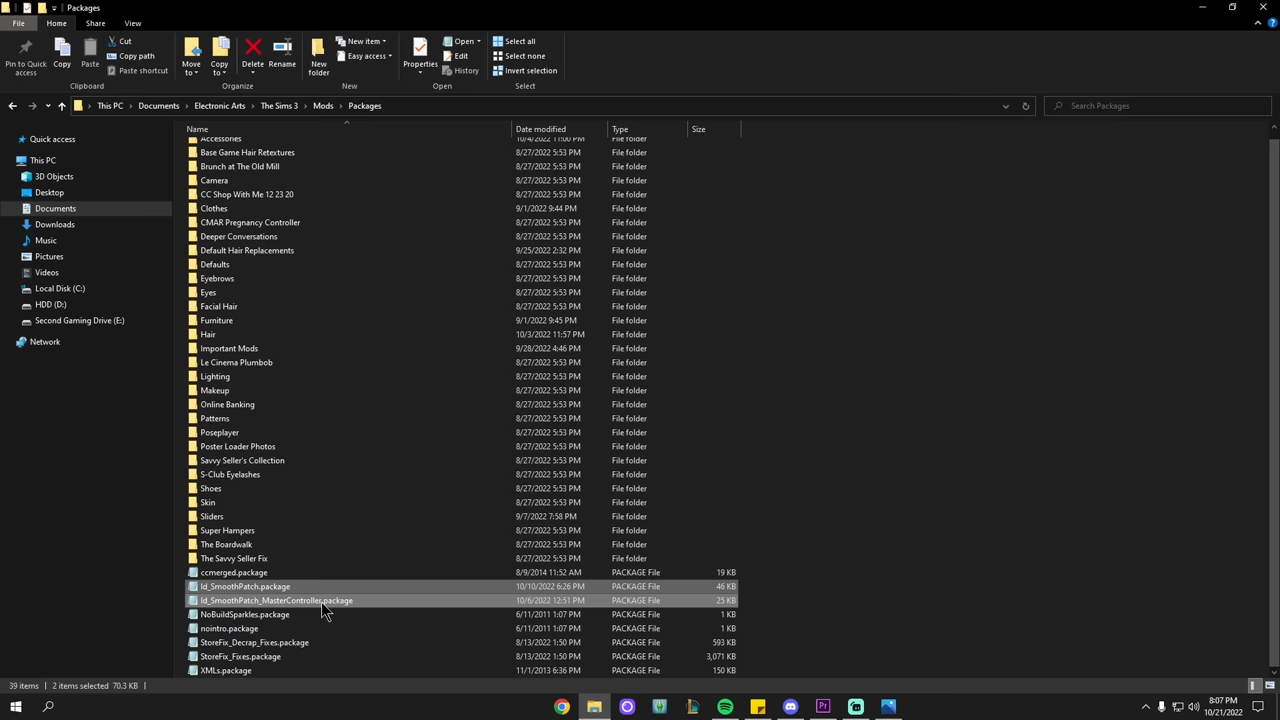 Packages
File Home Share View
Pin to Quick access
Copy
Paste
Cut
Copy path
Paste shortcut
Clipboard
Move to
Copy to
Delete
Rename
Organize
New folder
New item
Easy access
New
Properties
Open
Edit
History
Open
Select all
Select none
Invert selection
Select
This PC > Documents > Electronic Arts > The Sims 3 > Mods > Packages
Search Packages
Quick access
This PC
3D Objects
Desktop
Documents
Downloads
Music
Pictures
Videos
Local Disk (C:)
HDD (D:)
Second Gaming Drive (E:)
Network
Name Date modified Type Size
Accessories 10/4/2022 11:00 PM File folder
Base Game Hair Retextures 8/27/2022 5:53 PM File folder
Brunch at The Old Mill 8/27/2022 5:53 PM File folder
Camera 8/27/2022 5:53 PM File folder
CC Shop With Me 12 23 20 8/27/2022 5:53 PM File folder
Clothes 9/1/2022 9:44 PM File folder
CMAR Pregnancy Controller 8/27/2022 5:53 PM File folder
Deeper Conversations 8/27/2022 5:53 PM File folder
Default Hair Replacements 9/25/2022 2:32 PM File folder
Defaults 8/27/2022 5:53 PM File folder
Eyebrows 8/27/2022 5:53 PM File folder
Eyes 8/27/2022 5:53 PM File folder
Facial Hair 8/27/2022 5:53 PM File folder
Furniture 9/1/2022 9:45 PM File folder
Hair 10/3/2022 11:57 PM File folder
Important Mods 9/28/2022 4:46 PM File folder
Le Cinema Plumbob 8/27/2022 5:53 PM File folder
Lighting 8/27/2022 5:53 PM File folder
Makeup 8/27/2022 5:53 PM File folder
Online Banking 8/27/2022 5:53 PM File folder
Patterns 8/27/2022 5:53 PM File folder
Poseplayer 8/27/2022 5:53 PM File folder
Poster Loader Photos 8/27/2022 5:53 PM File folder
Savvy Seller's Collection 8/27/2022 5:53 PM File folder
S-Club Eyelashes 8/27/2022 5:53 PM File folder
Shoes 8/27/2022 5:53 PM File folder
Skin 8/27/2022 5:53 PM File folder
Sliders 9/7/2022 7:58 PM File folder
Super Hampers 8/27/2022 5:53 PM File folder
The Boardwalk 8/27/2022 5:53 PM File folder
The Savvy Seller Fix 8/27/2022 5:53 PM File folder
ccmerged.package 8/9/2014 11:52 AM PACKAGE File 19 KB
ld_SmoothPatch.package 10/10/2022 6:26 PM PACKAGE File 46 KB
ld_SmoothPatch_MasterController.package 10/6/2022 12:51 PM PACKAGE File 25 KB
NoBuildSparkles.package 6/11/2011 1:07 PM PACKAGE File 1 KB
nointro.package 6/11/2011 1:07 PM PACKAGE File 1 KB
StoreFix_Decrap_Fixes.package 8/13/2022 1:50 PM PACKAGE File 593 KB
StoreFix_Fixes.package 8/13/2022 1:50 PM PACKAGE File 3,071 KB
XMLs.package 11/1/2013 6:36 PM PACKAGE File 150 KB
39 items 2 items selected 70.3 KB
8:07 PM
10/21/2022